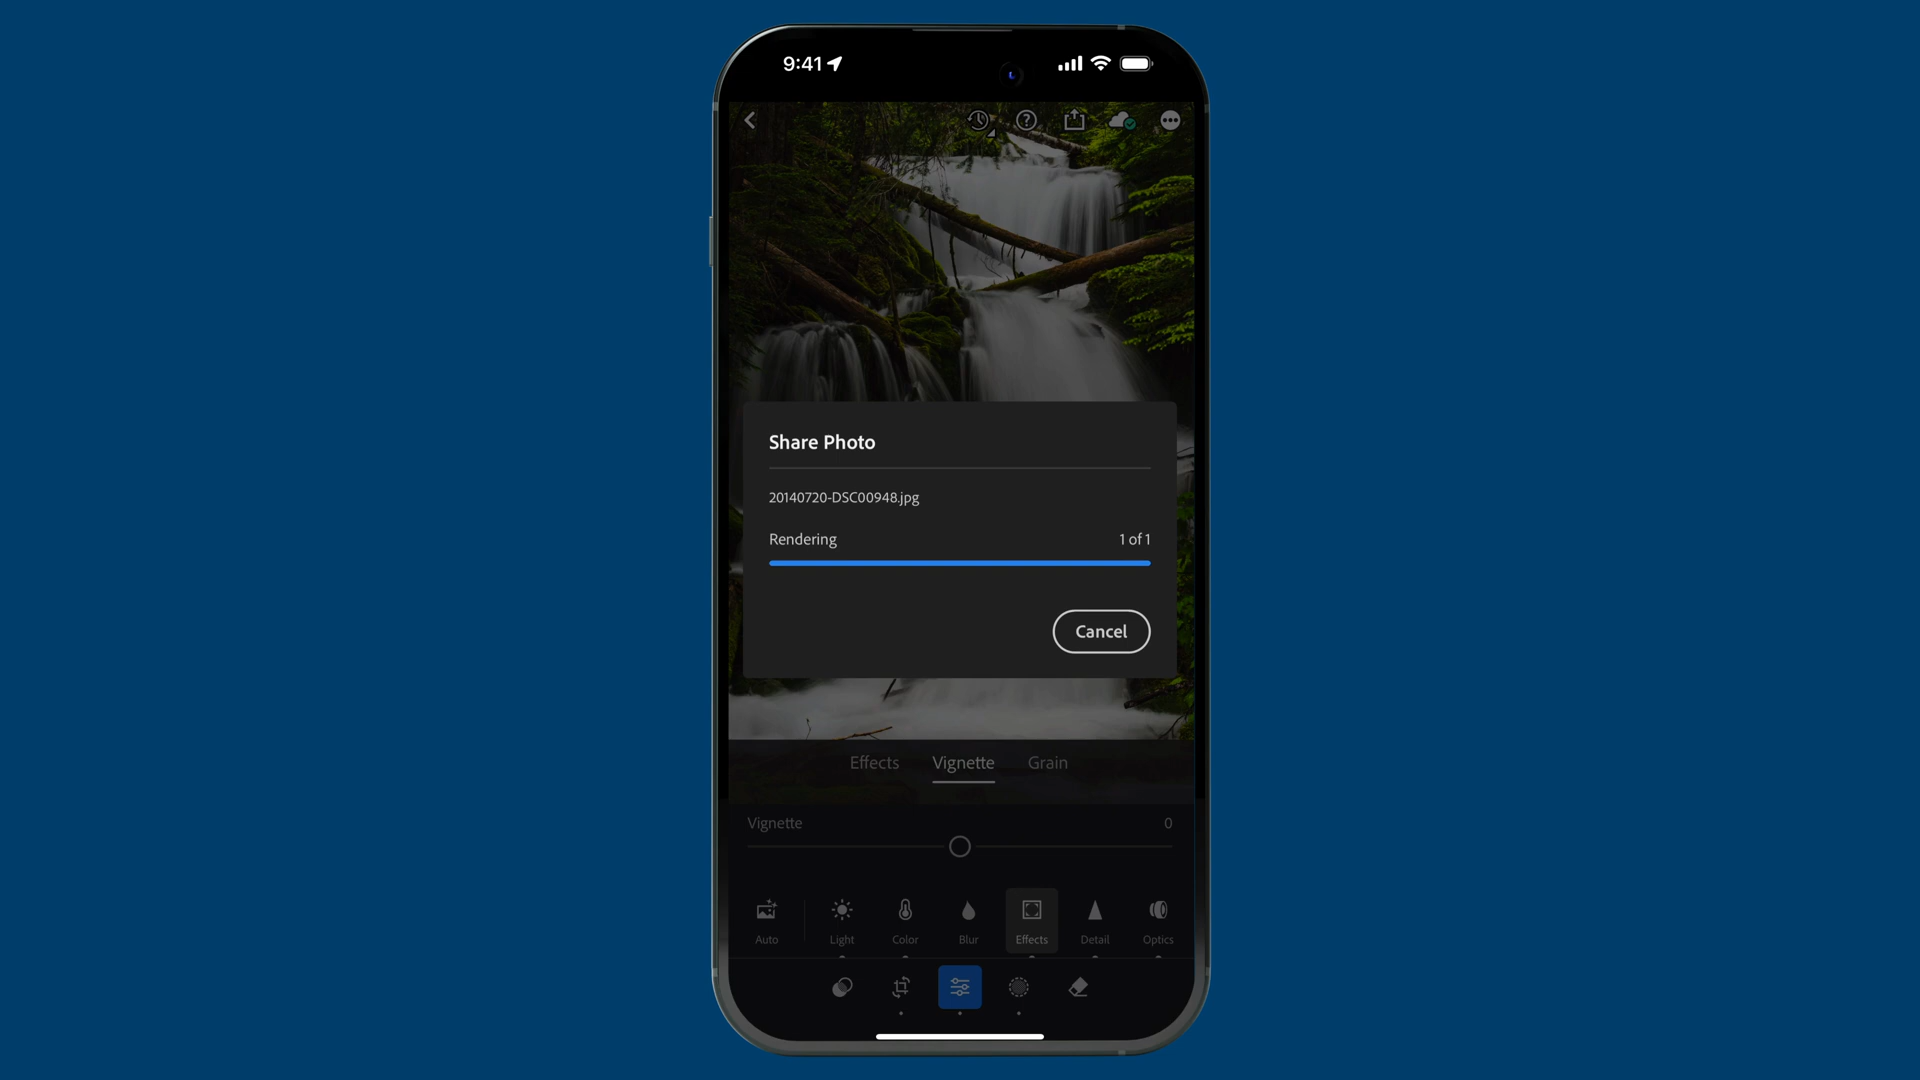 9:41
Share Photo
20140720-DSC00948.jpg
Rendering 1 of 1
Cancel
Effects Vignette Grain
Vignette 0
Auto Light Color Blur Effects Detail Optics